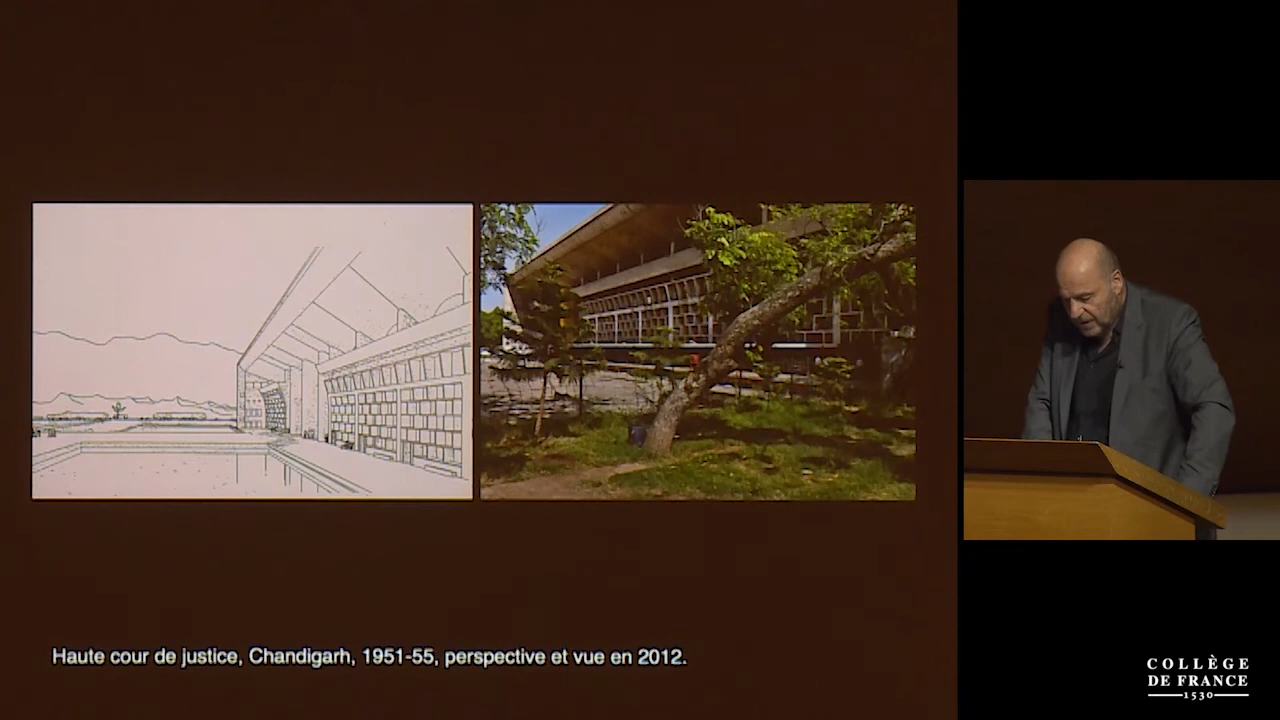 Haute cour de justice, Chandigarh, 1951-55, perspective et vue en 2012.
COLLÈGE
DE FRANCE
1530